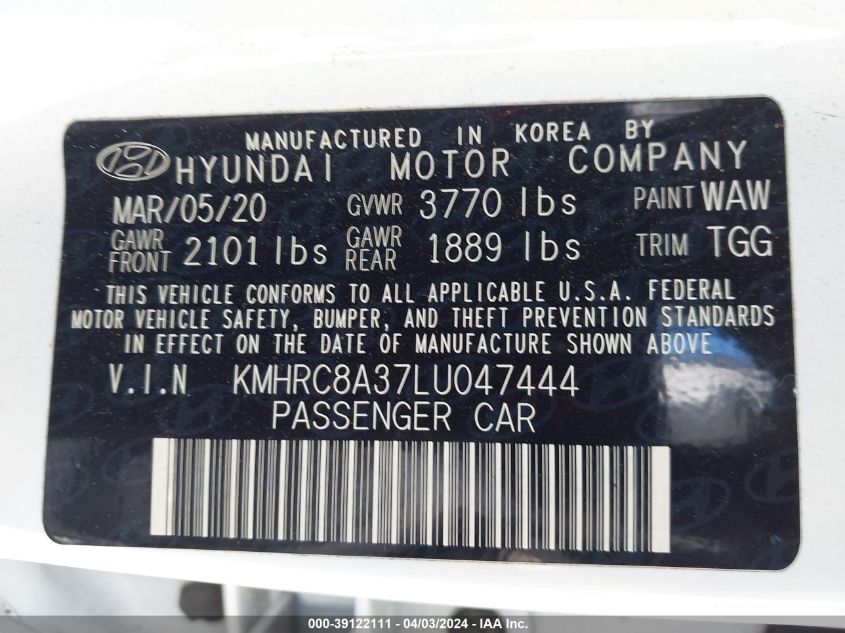 MANUFACTURED IN KOREA BY
HYUNDAI MOTOR COMPANY
MAR/05/20 GVWR 3770 lbs PAINT WAW
GAWR FRONT 2101 lbs GAWR REAR 1889 lbs TRIM TGG
THIS VEHICLE CONFORMS TO ALL APPLICABLE U.S.A. FEDERAL
MOTOR VEHICLE SAFETY, BUMPER, AND THEFT PREVENTION STANDARDS
IN EFFECT ON THE DATE OF MANUFACTURE SHOWN ABOVE
V.I.N KMHRC8A37LU047444
PASSENGER CAR
000-39122111 - 04/03/2024 - IAA, Inc.